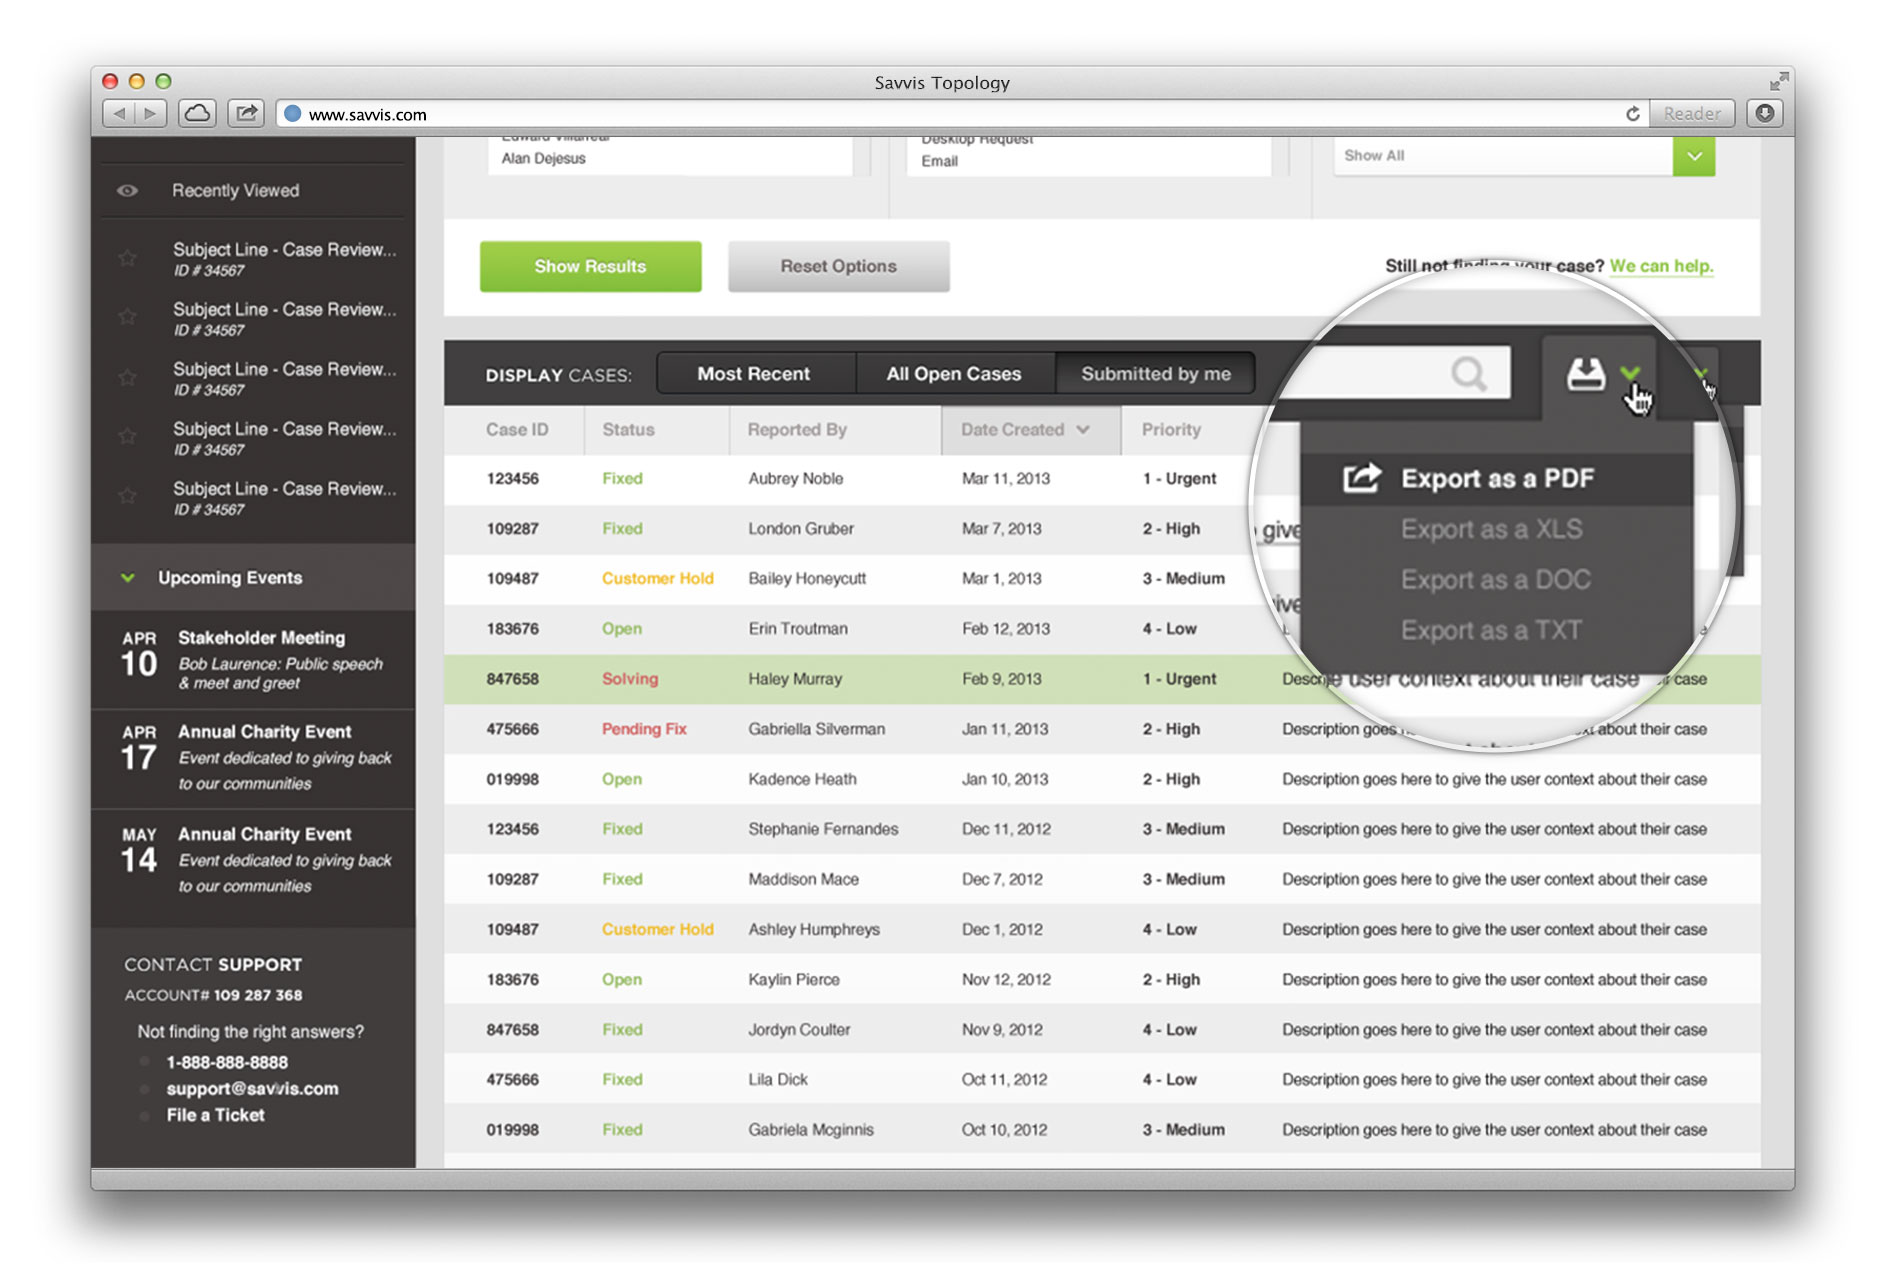 Savvis Topology
www.savvis.com
Reader
Recently Viewed
Subject Line - Case Review...
ID # 34567
Subject Line - Case Review...
ID # 34567
Subject Line - Case Review...
ID # 34567
Subject Line - Case Review...
ID # 34567
Subject Line - Case Review...
ID # 34567
Upcoming Events
APR 10 Stakeholder Meeting
Bob Laurence: Public speech
& meet and greet
APR 17 Annual Charity Event
Event dedicated to giving back
to our communities
MAY 14 Annual Charity Event
Event dedicated to giving back
to our communities
CONTACT SUPPORT
ACCOUNT# 109 287 368
Not finding the right answers?
1-888-888-8888
support@savvis.com
File a Ticket
Edward Villarreal
Alan Dejesus
Desktop Request
Email
Show All
Show Results
Reset Options
Still not finding your case? We can help.
DISPLAY CASES: Most Recent All Open Cases Submitted by me
Case ID Status Reported By Date Created Priority
123456 Fixed Aubrey Noble Mar 11, 2013 1 - Urgent
109287 Fixed London Gruber Mar 7, 2013 2 - High
109487 Customer Hold Bailey Honeycutt Mar 1, 2013 3 - Medium
183676 Open Erin Troutman Feb 12, 2013 4 - Low
847658 Solving Haley Murray Feb 9, 2013 1 - Urgent user context about their case case
475666 Pending Fix Gabriella Silverman Jan 11, 2013 2 - High Description goes about their case
019998 Open Kadence Heath Jan 10, 2013 2 - High Description goes here to give the user context about their case
123456 Fixed Stephanie Fernandes Dec 11, 2012 3 - Medium Description goes here to give the user context about their case
109287 Fixed Maddison Mace Dec 7, 2012 3 - Medium Description goes here to give the user context about their case
109487 Customer Hold Ashley Humphreys Dec 1, 2012 4 - Low Description goes here to give the user context about their case
183676 Open Kaylin Pierce Nov 12, 2012 2 - High Description goes here to give the user context about their case
847658 Fixed Jordyn Coulter Nov 9, 2012 4 - Low Description goes here to give the user context about their case
475666 Fixed Lila Dick Oct 11, 2012 4 - Low Description goes here to give the user context about their case
019998 Fixed Gabriela Mcginnis Oct 10, 2012 3 - Medium Description goes here to give the user context about their case
Export as a PDF
Export as a XLS
Export as a DOC
Export as a TXT
give